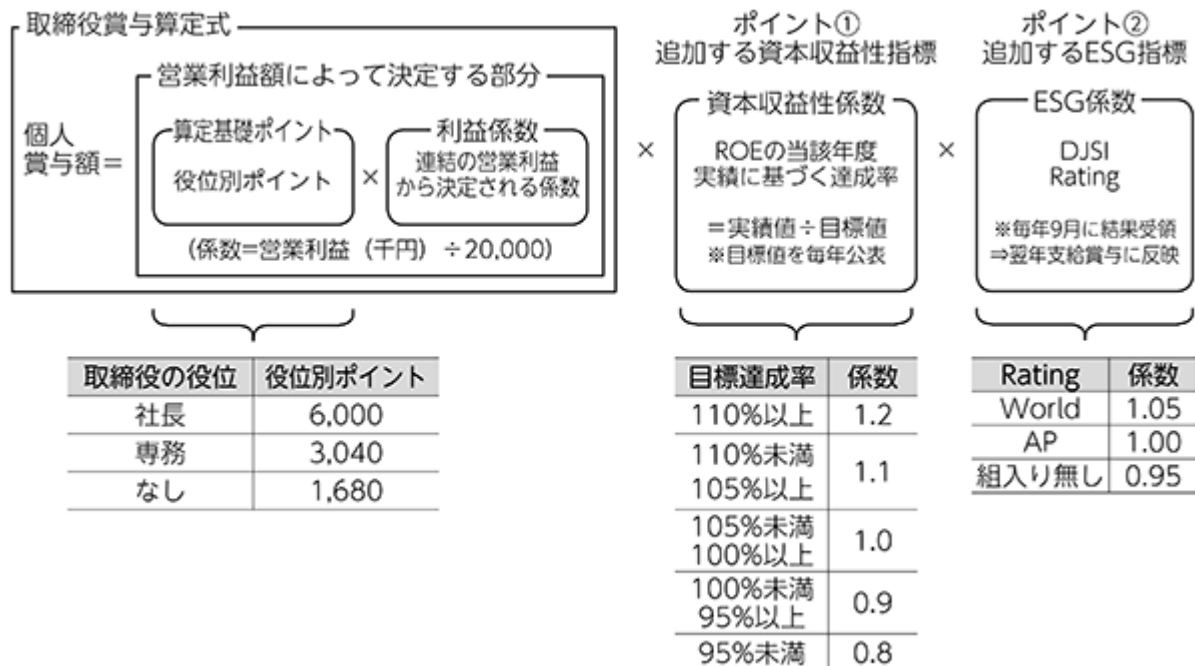 取締役賞与算定式
営業利益額によって決定する部分
個人
賞与額＝
算定基礎ポイント
役位別ポイント
×
利益係数
連結の営業利益
から決定される係数
(係数＝営業利益（千円）÷20,000)
×
ポイント①
追加する資本収益性指標
資本収益性係数
ROEの当該年度
実績に基づく達成率
＝実績値÷目標値
※目標値を毎年公表
×
ポイント②
追加するESG指標
ESG係数
DJSI
Rating
※毎年9月に結果受領
⇒翌年支給賞与に反映
取締役の役位 役位別ポイント
社長 6,000
専務 3,040
なし 1,680
目標達成率 係数
110%以上 1.2
110%未満
105%以上 1.1
105%未満
100%以上 1.0
100%未満
95%以上 0.9
95%未満 0.8
Rating 係数
World 1.05
AP 1.00
組入り無し 0.95